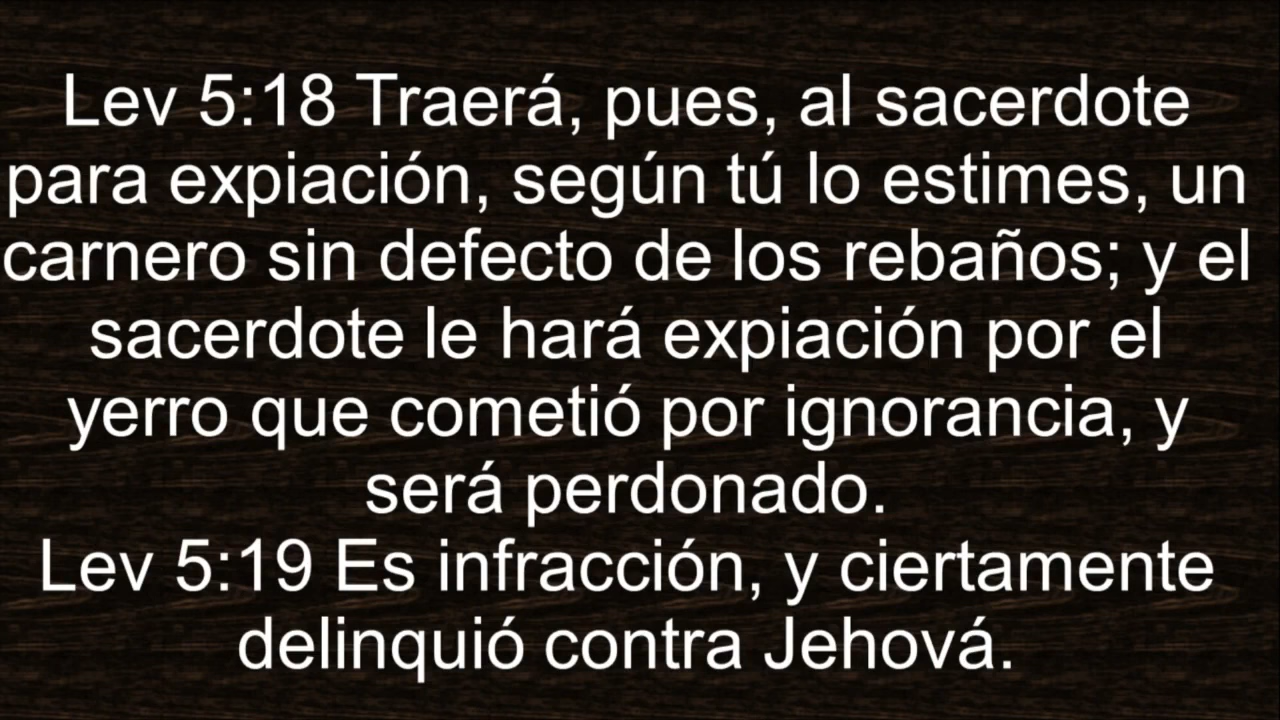 Lev 5:18 Traerá, pues, al sacerdote
para expiación, según tú lo estimes, un
carnero sin defecto de los rebaños; y el
sacerdote le hará expiación por el
yerro que cometió por ignorancia, y
será perdonado.
Lev 5:19 Es infracción, y ciertamente
delinquió contra Jehová.